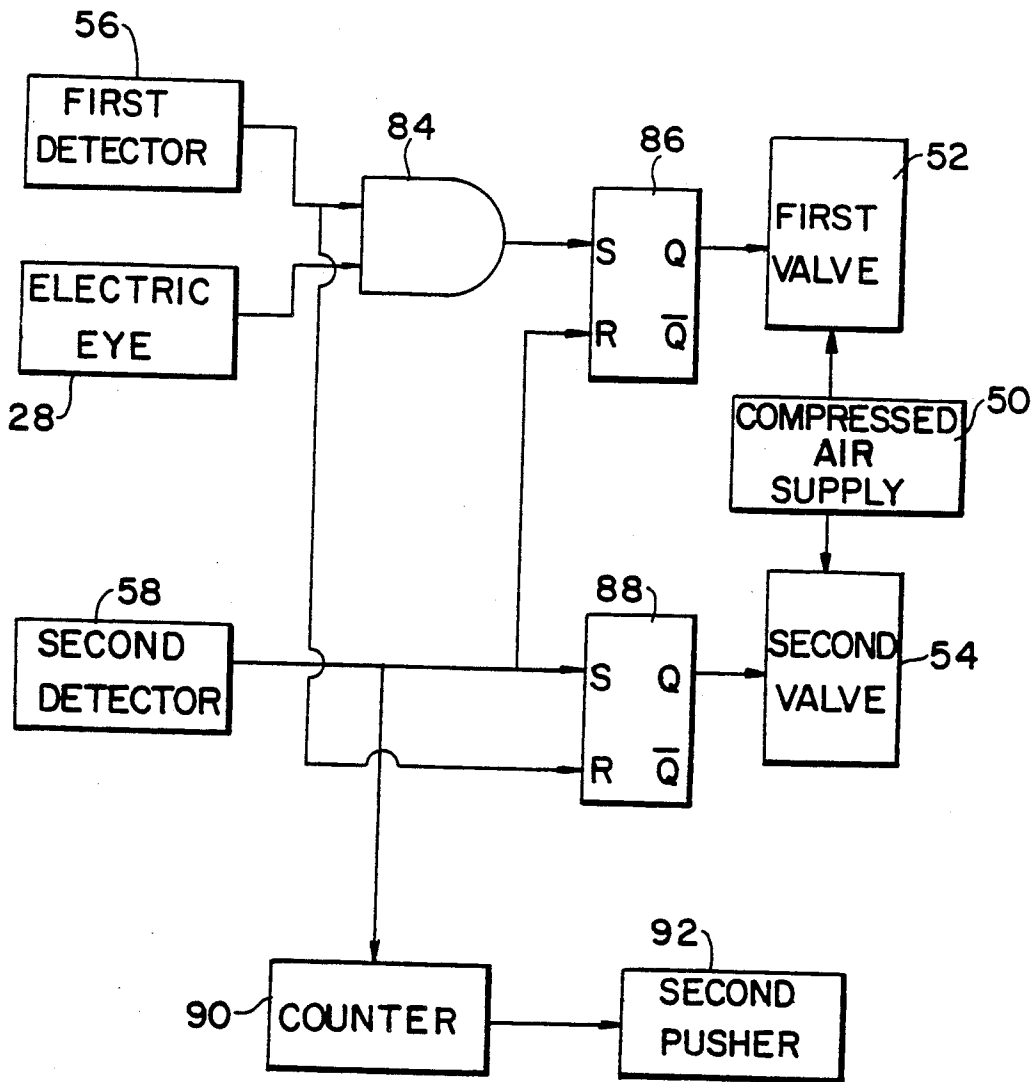 56
FIRST
DETECTOR
84
86
52
FIRST
VALVE
S Q
R Q̅
ELECTRIC
EYE
28
50
COMPRESSED
AIR
SUPPLY
58
SECOND
DETECTOR
88
S Q
R Q̅
SECOND
VALVE
54
90
COUNTER
92
SECOND
PUSHER